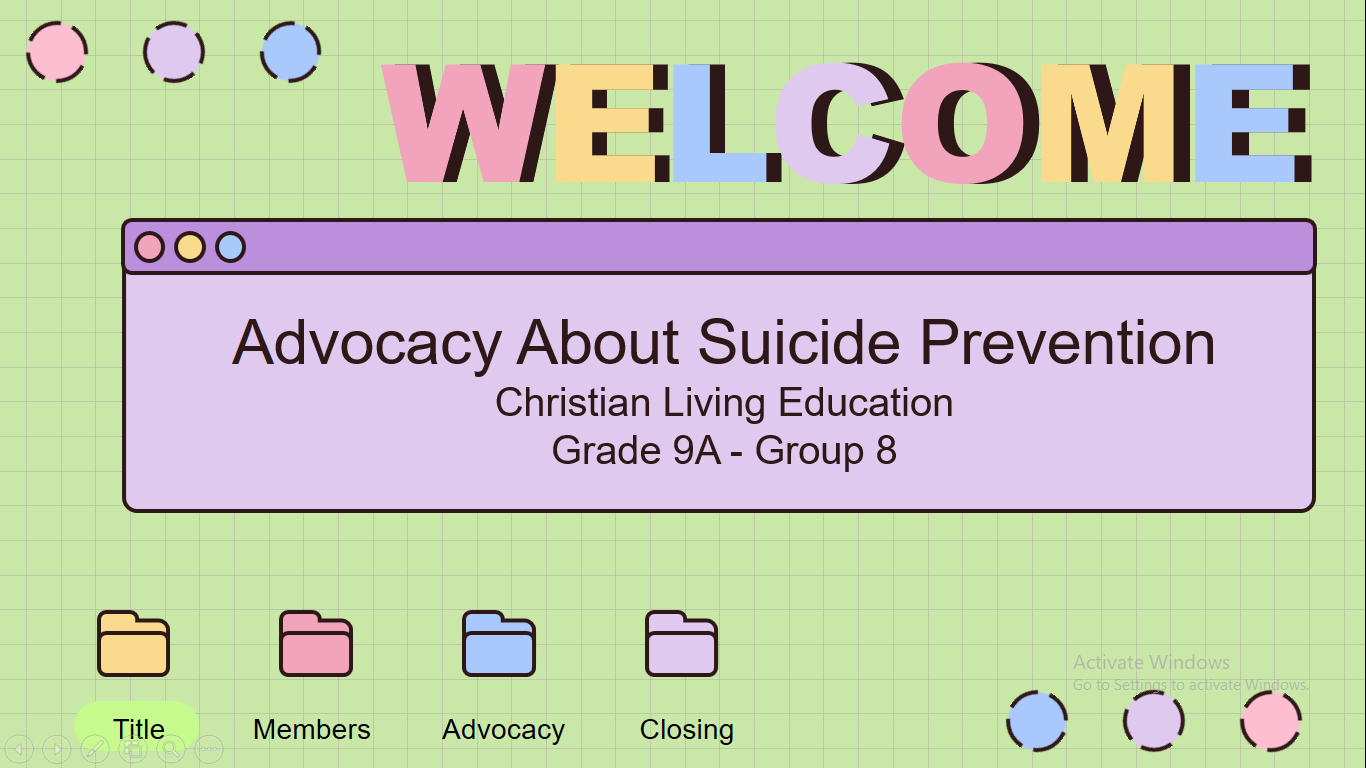 WELCOME
Advocacy About Suicide Prevention
Christian Living Education
Grade 9A - Group 8
Activate Windows
Go to Settings to activate Windows.
Title
Members
Advocacy
Closing